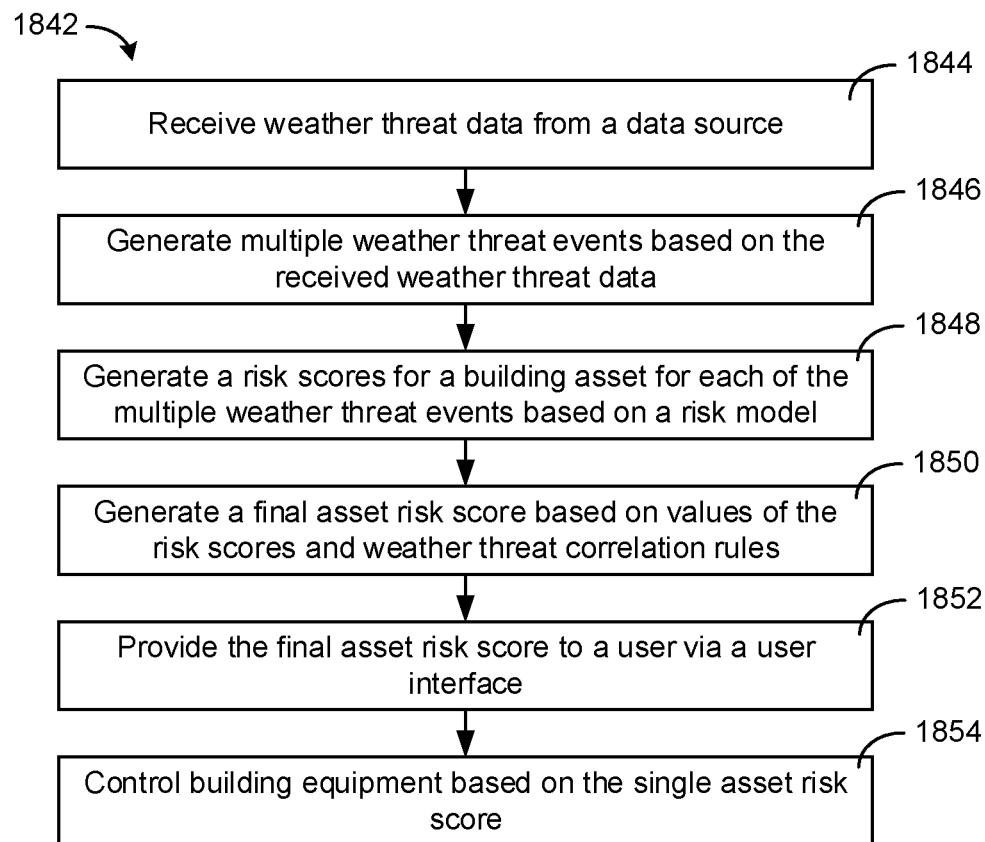 1842
1844
Receive weather threat data from a data source
1846
Generate multiple weather threat events based on the
received weather threat data
1848
Generate a risk scores for a building asset for each of the
multiple weather threat events based on a risk model
1850
Generate a final asset risk score based on values of the
risk scores and weather threat correlation rules
1852
Provide the final asset risk score to a user via a user
interface
1854
Control building equipment based on the single asset risk
score